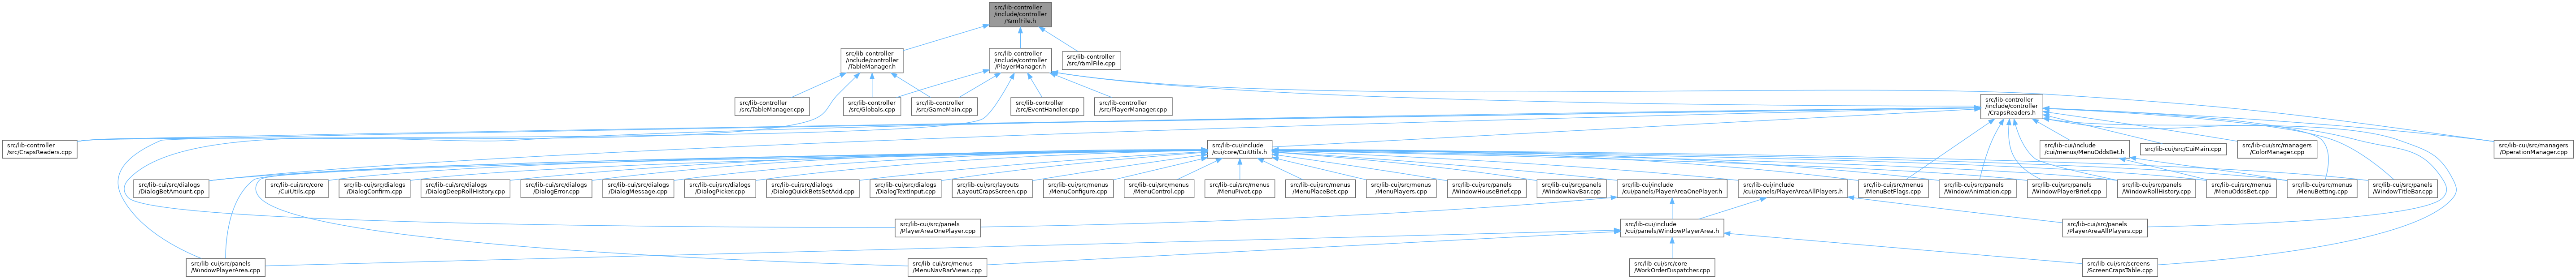 src/lib-controller
/include/controller
/YamlFile.h
src/lib-controller
/include/controller
/TableManager.h
src/lib-controller
/include/controller
/PlayerManager.h
src/lib-controller
/src/YamlFile.cpp
src/lib-controller
/src/TableManager.cpp
src/lib-controller
/src/Globals.cpp
src/lib-controller
/src/GameMain.cpp
src/lib-controller
/src/EventHandler.cpp
src/lib-controller
/src/PlayerManager.cpp
src/lib-controller
/include/controller
/CrapsReaders.h
src/lib-controller
/src/CrapsReaders.cpp
src/lib-cui/include
/cui/core/CuiUtils.h
src/lib-cui/include
/cui/menus/MenuOddsBet.h
src/lib-cui/src/CuiMain.cpp
src/lib-cui/src/managers
/ColorManager.cpp
src/lib-cui/src/managers
/OperationManager.cpp
src/lib-cui/src/dialogs
/DialogBetAmount.cpp
src/lib-cui/src/core
/CuiUtils.cpp
src/lib-cui/src/dialogs
/DialogConfirm.cpp
src/lib-cui/src/dialogs
/DialogDeepRollHistory.cpp
src/lib-cui/src/dialogs
/DialogError.cpp
src/lib-cui/src/dialogs
/DialogMessage.cpp
src/lib-cui/src/dialogs
/DialogPicker.cpp
src/lib-cui/src/dialogs
/DialogQuickBetsSetAdd.cpp
src/lib-cui/src/dialogs
/DialogTextInput.cpp
src/lib-cui/src/layouts
/LayoutCrapsScreen.cpp
src/lib-cui/src/menus
/MenuConfigure.cpp
src/lib-cui/src/menus
/MenuControl.cpp
src/lib-cui/src/menus
/MenuPivot.cpp
src/lib-cui/src/menus
/MenuPlaceBet.cpp
src/lib-cui/src/menus
/MenuPlayers.cpp
src/lib-cui/src/panels
/WindowHouseBrief.cpp
src/lib-cui/src/panels
/WindowNavBar.cpp
src/lib-cui/include
/cui/panels/PlayerAreaOnePlayer.h
src/lib-cui/include
/cui/panels/PlayerAreaAllPlayers.h
src/lib-cui/src/menus
/MenuBetFlags.cpp
src/lib-cui/src/panels
/WindowAnimation.cpp
src/lib-cui/src/panels
/WindowPlayerBrief.cpp
src/lib-cui/src/panels
/WindowRollHistory.cpp
src/lib-cui/src/menus
/MenuOddsBet.cpp
src/lib-cui/src/menus
/MenuBetting.cpp
src/lib-cui/src/panels
/WindowTitleBar.cpp
src/lib-cui/src/panels
/PlayerAreaOnePlayer.cpp
src/lib-cui/include
/cui/panels/WindowPlayerArea.h
src/lib-cui/src/panels
/PlayerAreaAllPlayers.cpp
src/lib-cui/src/panels
/WindowPlayerArea.cpp
src/lib-cui/src/menus
/MenuNavBarViews.cpp
src/lib-cui/src/core
/WorkOrderDispatcher.cpp
src/lib-cui/src/screens
/ScreenCrapsTable.cpp